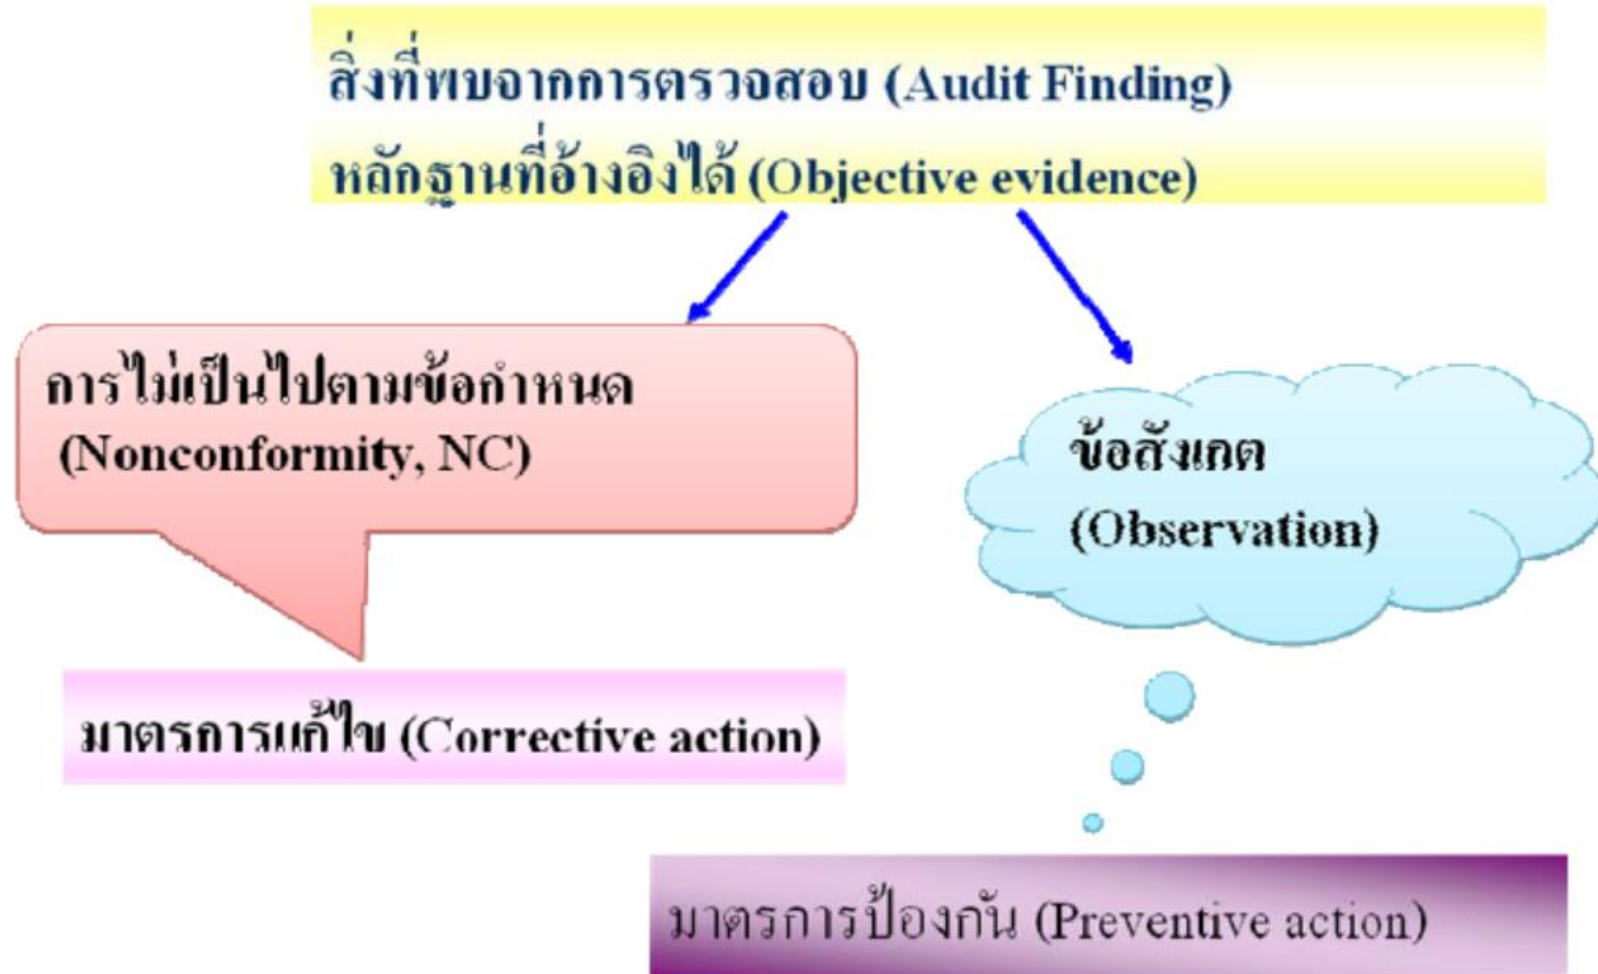 สิ่งที่พบจากการตรวจสอบ (Audit Finding)
หลักฐานที่อ้างอิงได้ (Objective evidence)
การไม่เป็นไปตามข้อกำหนด
(Nonconformity, NC)
ข้อสังเกต
(Observation)
มาตรการแก้ไข (Corrective action)
มาตรการป้องกัน (Preventive action)